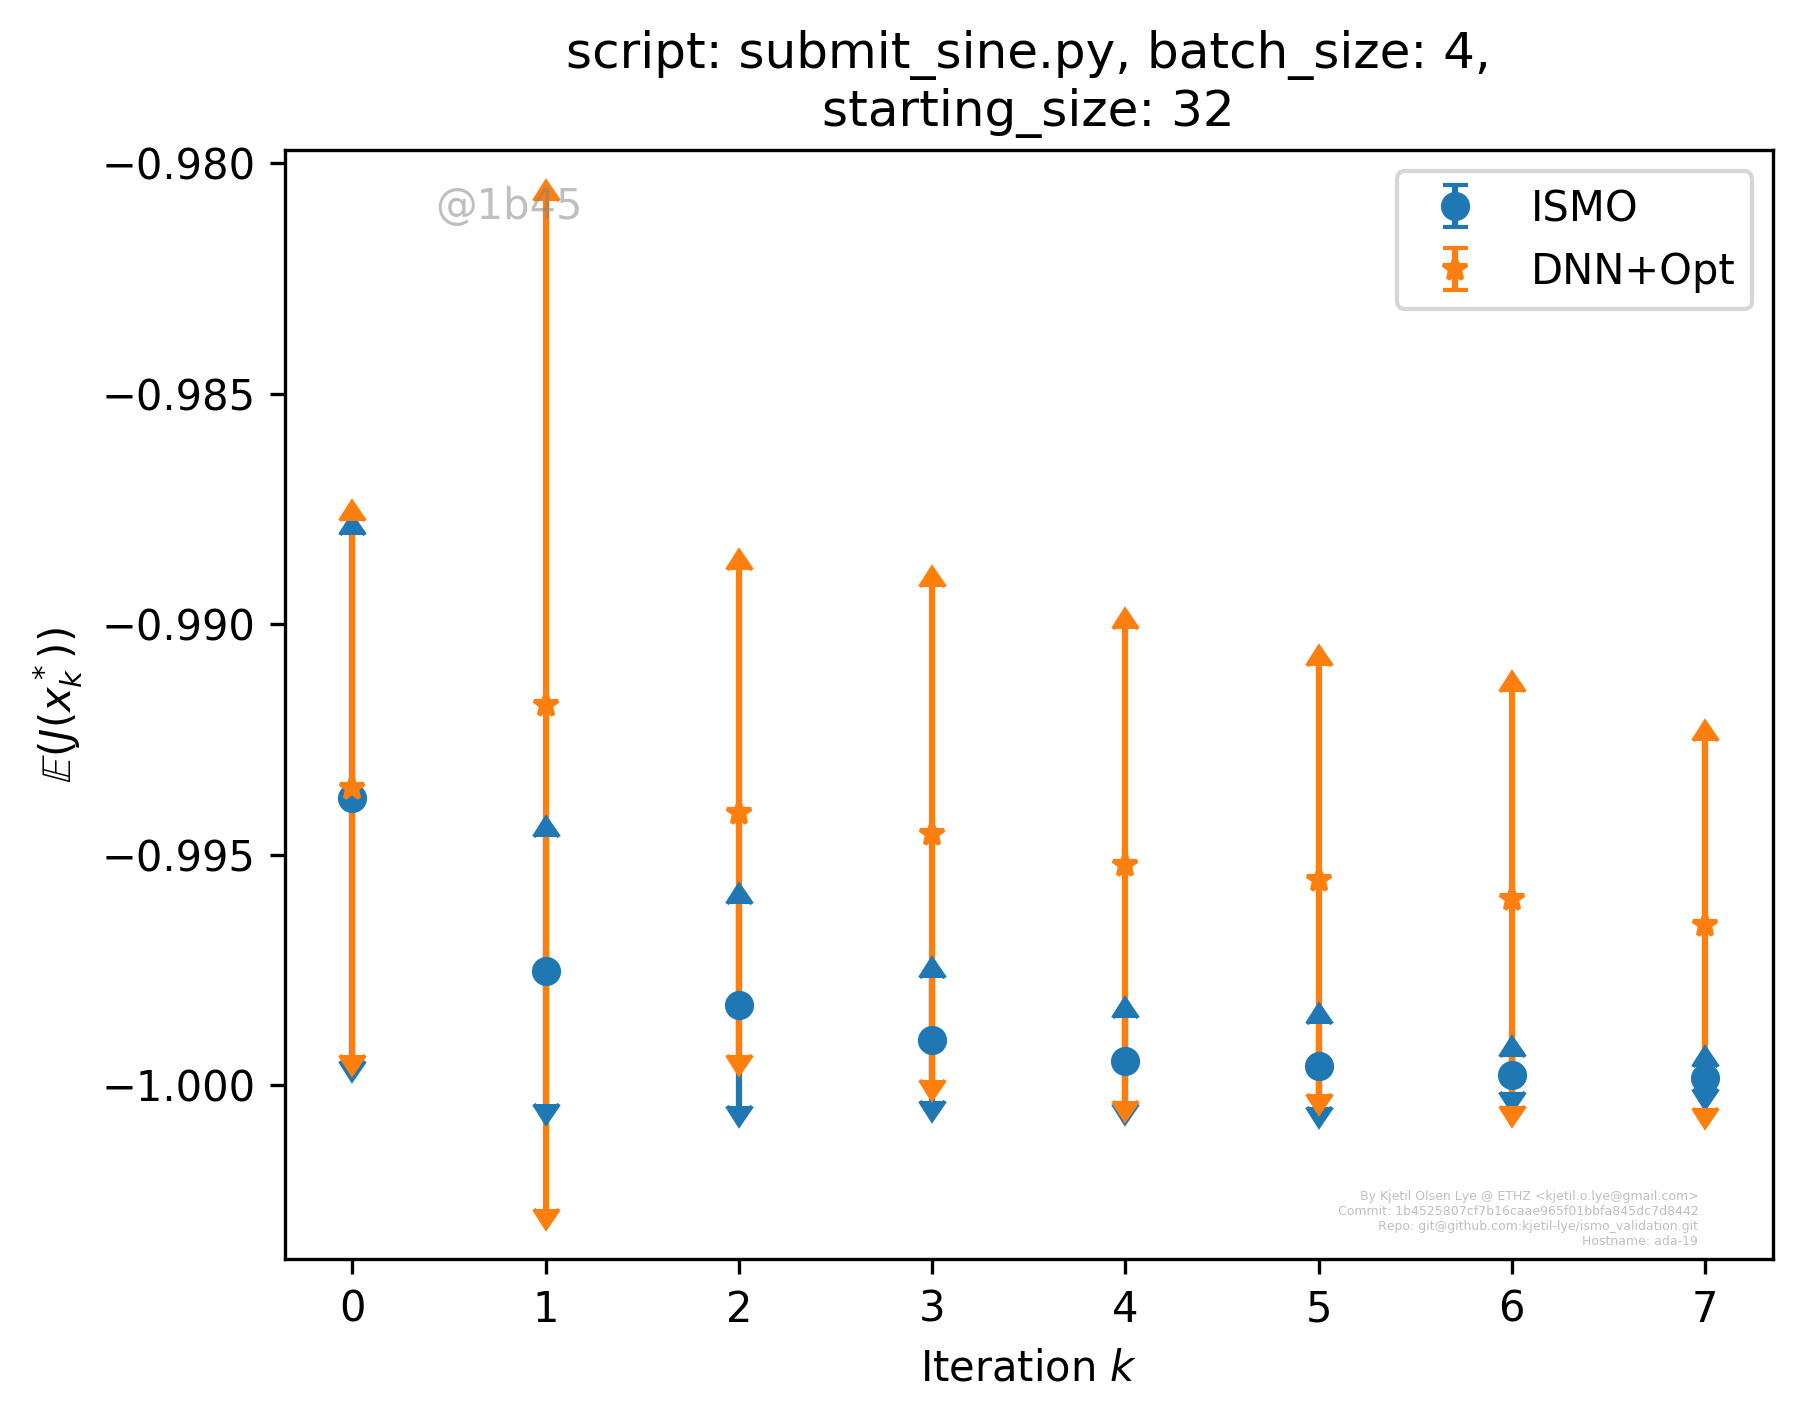 script: submit_sine.py, batch_size: 4,
starting_size: 32
−0.980
−0.985
−0.990
−0.995
−1.000
𝔼(J(x*k))
@1b45
ISMO
DNN+Opt
By Kjetil Olsen Lye @ ETHZ <kjetil.o.lye@gmail.com>
Commit: 1b4525807cf7b16caae965f01bbfa845dc7d8442
Repo: git@github.com:kjetil-lye/ismo_validation.git
Hostname: ada-19
0 1 2 3 4 5 6 7
Iteration k